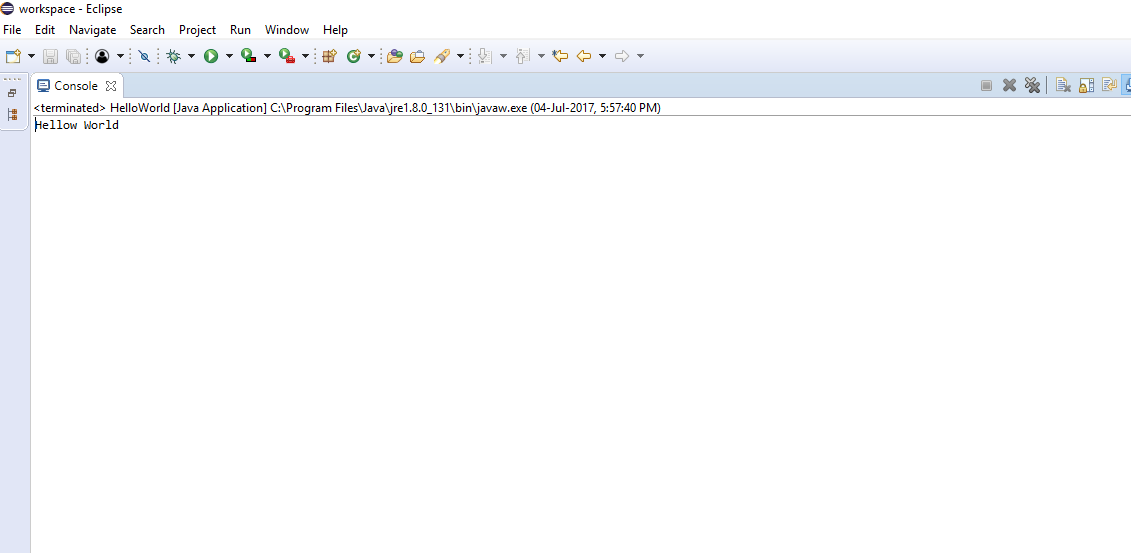 workspace - Eclipse
File Edit Navigate Search Project Run Window Help
Console
<terminated> HelloWorld [Java Application] C:\Program Files\Java\jre1.8.0_131\bin\javaw.exe (04-Jul-2017, 5:57:40 PM)
Hellow World